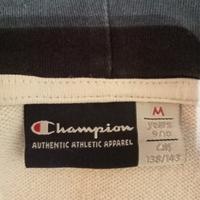 Champion
AUTHENTIC ATHLETIC APPAREL
M
years
9/10
cm
138/143